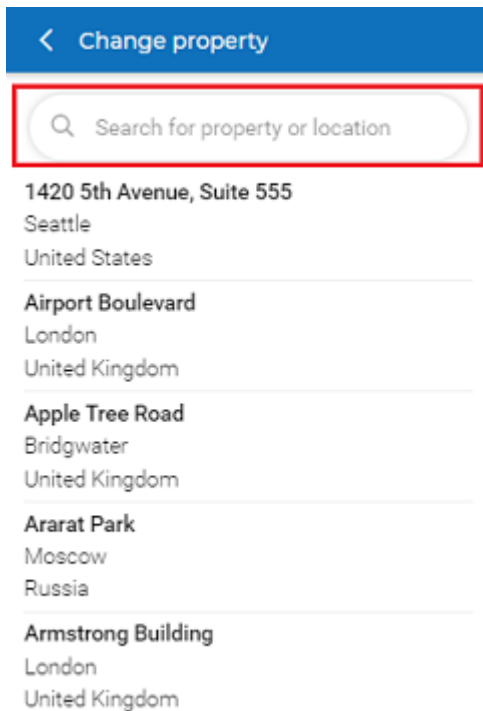 Change property
Search for property or location
1420 5th Avenue, Suite 555
Seattle
United States
Airport Boulevard
London
United Kingdom
Apple Tree Road
Bridgwater
United Kingdom
Ararat Park
Moscow
Russia
Armstrong Building
London
United Kingdom